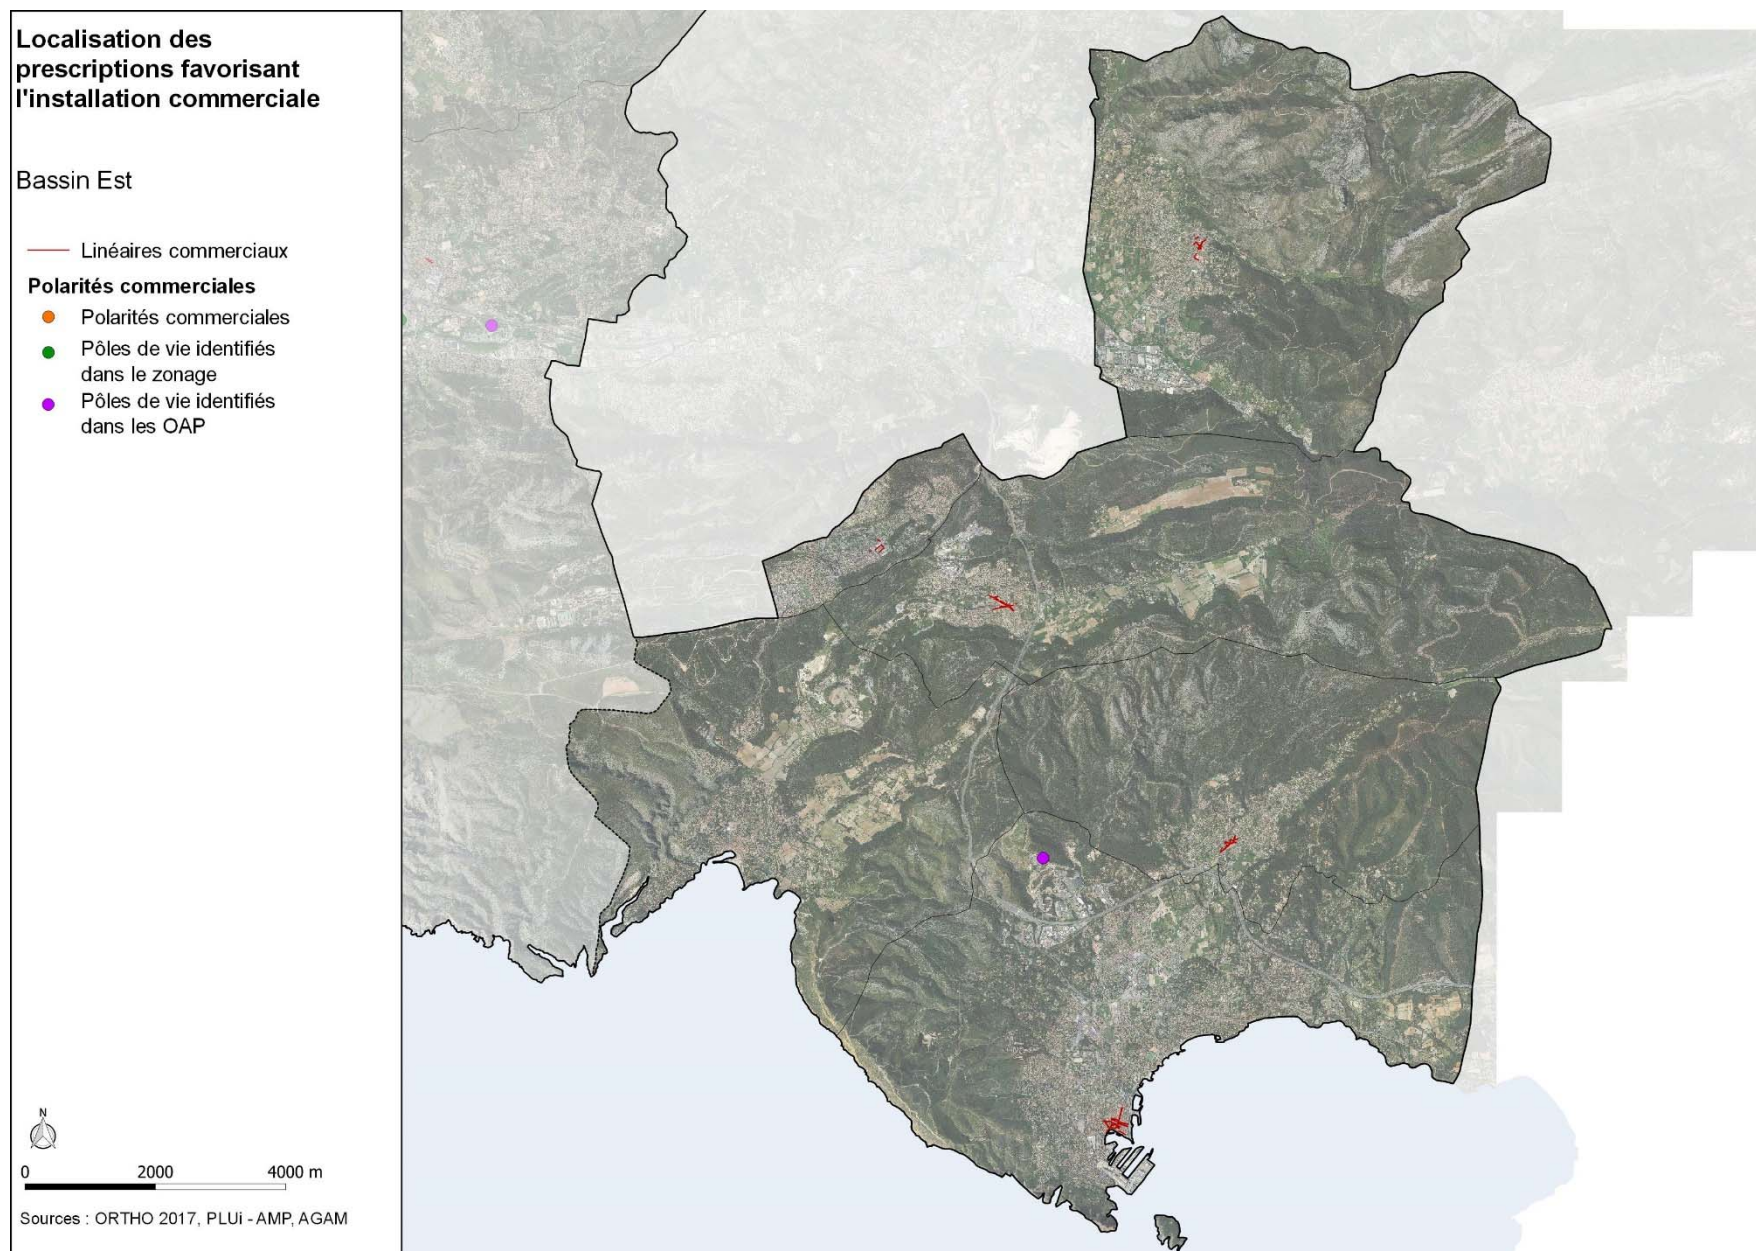 Localisation des
prescriptions favorisant
l'installation commerciale
Bassin Est
Linéaires commerciaux
Polarités commerciales
Polarités commerciales
Pôles de vie identifiés
dans le zonage
Pôles de vie identifiés
dans les OAP
N
0 2000 4000 m
Sources : ORTHO 2017, PLUi - AMP, AGAM